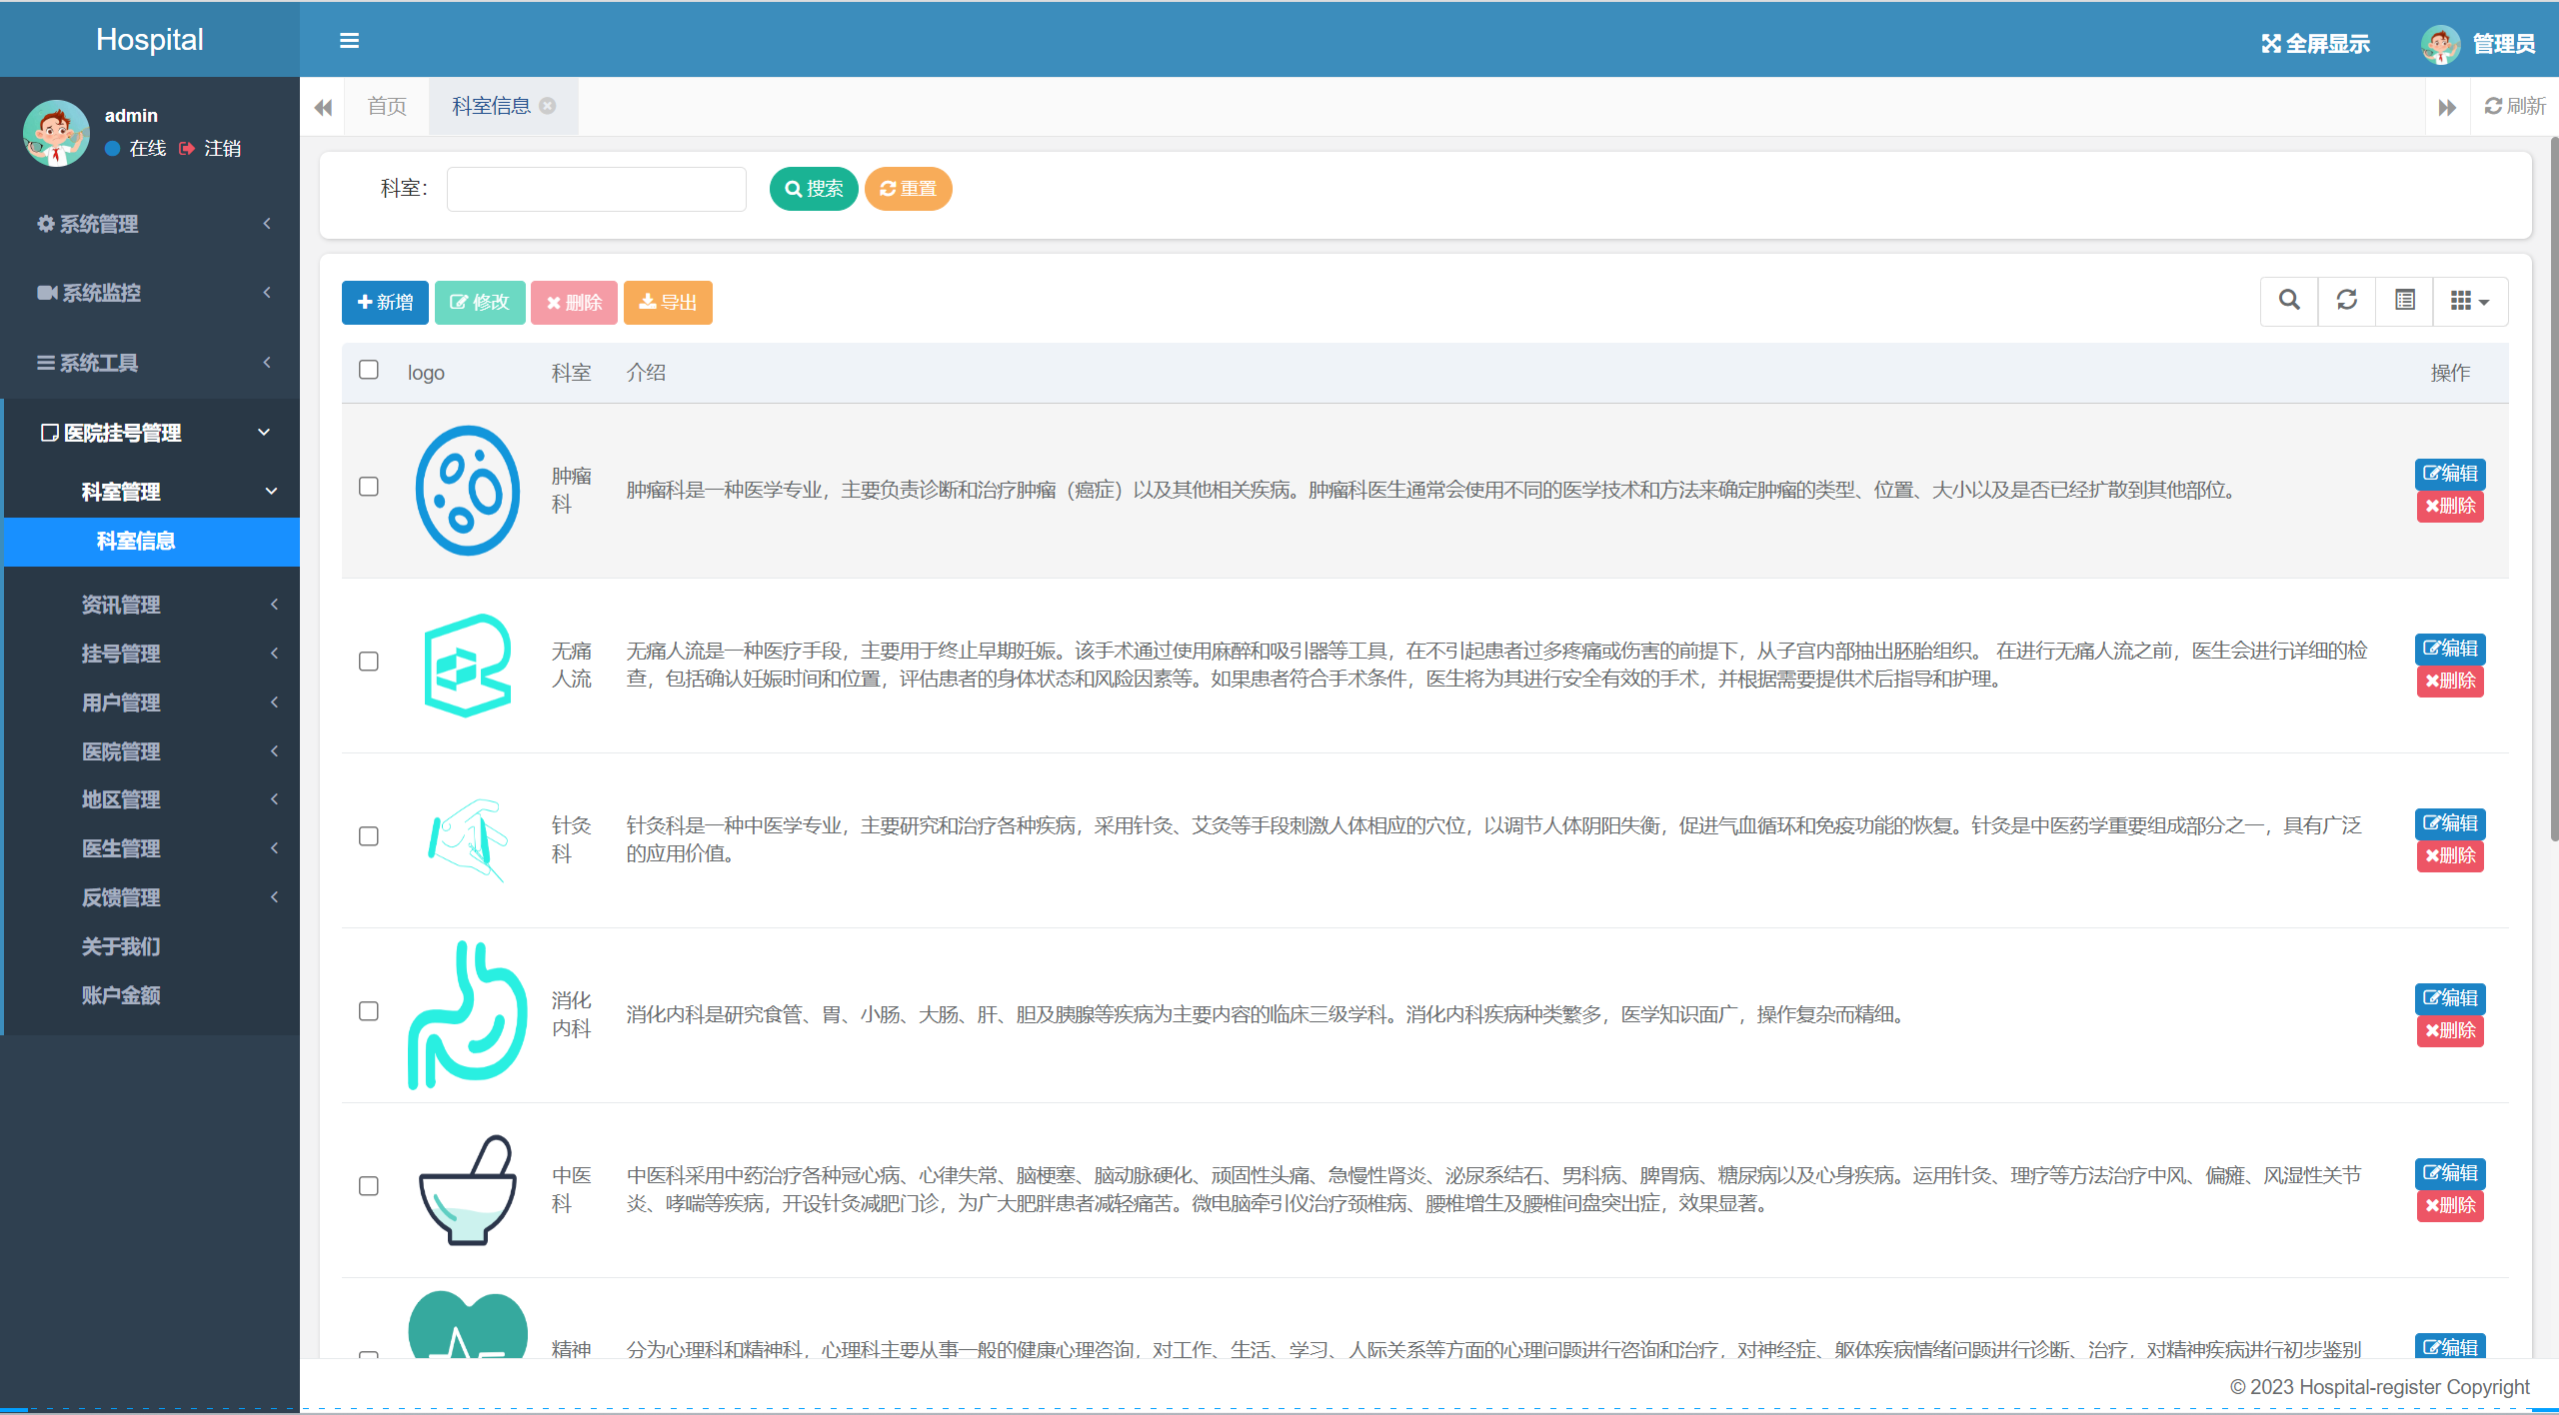 Hospital
全屏显示
管理员
admin
在线 注销
首页
科室信息
刷新
系统管理
系统监控
系统工具
医院挂号管理
科室管理
科室信息
资讯管理
挂号管理
用户管理
医院管理
地区管理
医生管理
反馈管理
关于我们
账户金额
科室：
搜索 重置
新增 修改 删除 导出
logo 科室 介绍 操作
肿瘤
科
肿瘤科是一种医学专业，主要负责诊断和治疗肿瘤（癌症）以及其他相关疾病。肿瘤科医生通常会使用不同的医学技术和方法来确定肿瘤的类型、位置、大小以及是否已经扩散到其他部位。
编辑
删除
无痛
人流
无痛人流是一种医疗手段，主要用于终止早期妊娠。该手术通过使用麻醉和吸引器等工具，在不引起患者过多疼痛或伤害的前提下，从子宫内部抽出胚胎组织。 在进行无痛人流之前，医生会进行详细的检
查，包括确认妊娠时间和位置，评估患者的身体状态和风险因素等。如果患者符合手术条件，医生将为其进行安全有效的手术，并根据需要提供术后指导和护理。
编辑
删除
针灸
科
针灸科是一种中医学专业，主要研究和治疗各种疾病，采用针灸、艾灸等手段刺激人体相应的穴位，以调节人体阴阳失衡，促进气血循环和免疫功能的恢复。针灸是中医药学重要组成部分之一，具有广泛
的应用价值。
编辑
删除
消化
内科
消化内科是研究食管、胃、小肠、大肠、肝、胆及胰腺等疾病为主要内容的临床三级学科。消化内科疾病种类繁多，医学知识面广，操作复杂而精细。
编辑
删除
中医
科
中医科采用中药治疗各种冠心病、心律失常、脑梗塞、脑动脉硬化、顽固性头痛、急慢性肾炎、泌尿系结石、男科病、脾胃病、糖尿病以及心身疾病。运用针灸、理疗等方法治疗中风、偏瘫、风湿性关节
炎、哮喘等疾病，开设针灸减肥门诊，为广大肥胖患者减轻痛苦。微电脑牵引仪治疗颈椎病、腰椎增生及腰椎间盘突出症，效果显著。
编辑
删除
精神
分为心理科和精神科，心理科主要从事一般的健康心理咨询，对工作、生活、学习、人际关系等方面的心理问题进行咨询和治疗，对神经症、躯体疾病情绪问题进行诊断、治疗，对精神疾病进行初步鉴别
编辑
© 2023 Hospital-register Copyright